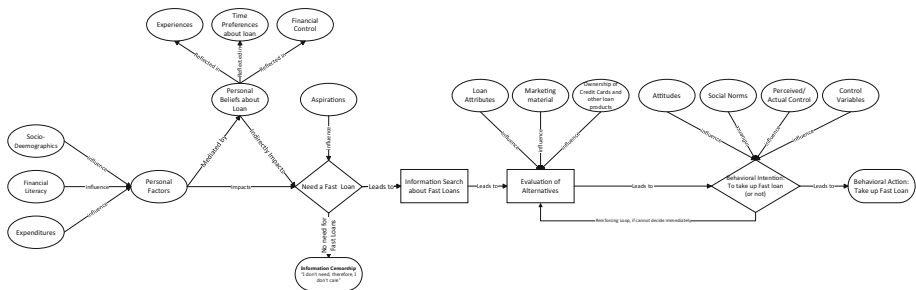 Experiences
Time
Preferences
about loan
Financial
Control
Reflected in
Reflected in
Reflected in
Personal
Beliefs about
Loan
Aspirations
influence
Mediated by
Indirectly Impacts
Socio-
Deemographics
Financial
Literacy
Expenditures
influence
influence
influence
Personal
Factors
Impacts
Need a Fast Loan
No need for
Fast Loans
Information Censorship
"I don't need, therefore, I
don't care"
Leads to
Information Search
about Fast Loans
Leads to
Loan
Attributes
Marketing
material
Ownership of
Credit Cards and
other loan
products
influence
influence
influence
Evaluation of
Alternatives
Leads to
Attitudes
Social Norms
Perceived/
Actual Control
Control
Variables
influence
influence
influence
Behavioral Intention:
To take up Fast loan
(or not)
Reinforcing Loop, if cannot decide immediately
Leads to
Behavioral Action:
Take up Fast Loan